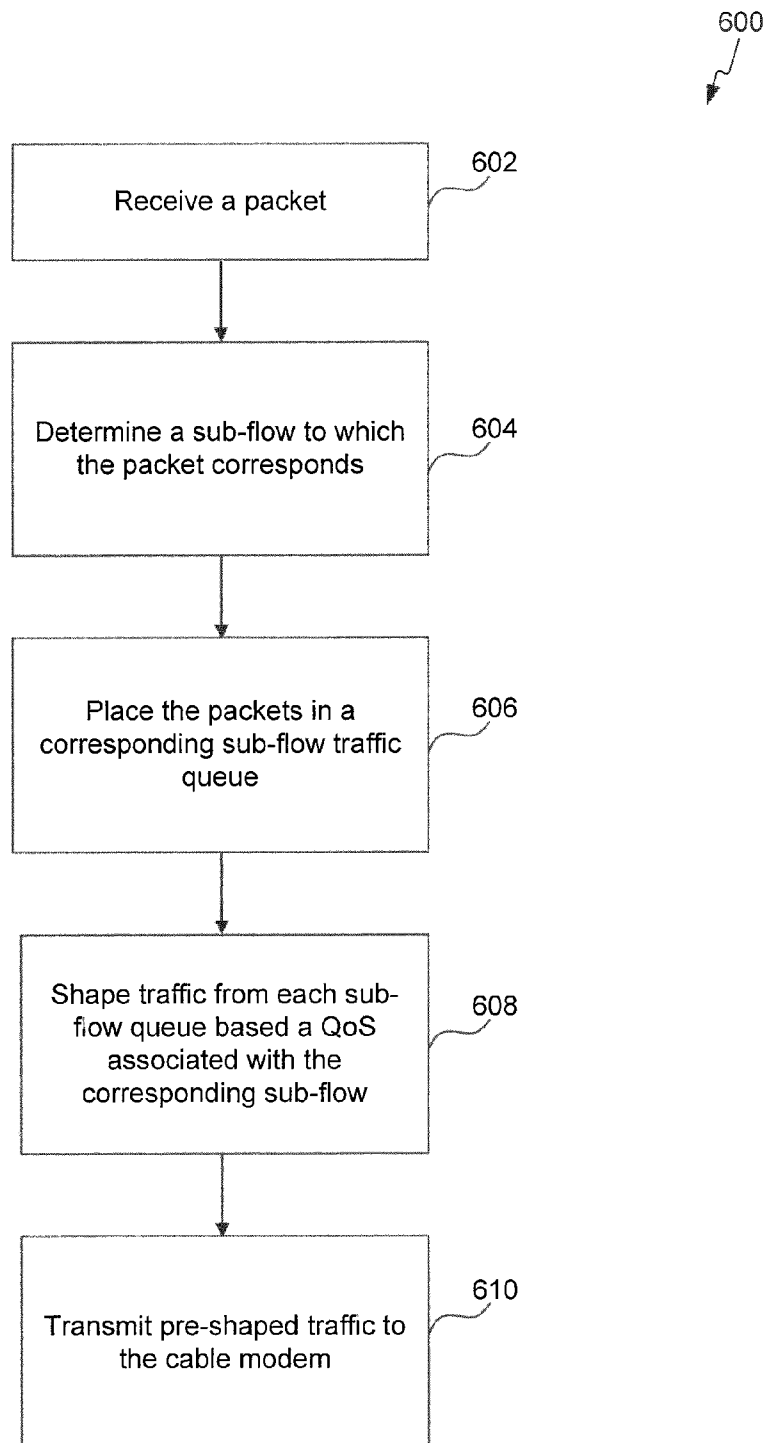 600
Receive a packet
602
Determine a sub-flow to which
the packet corresponds
604
Place the packets in a
corresponding sub-flow traffic
queue
606
Shape traffic from each sub-
flow queue based a QoS
associated with the
corresponding sub-flow
608
Transmit pre-shaped traffic to
the cable modem
610